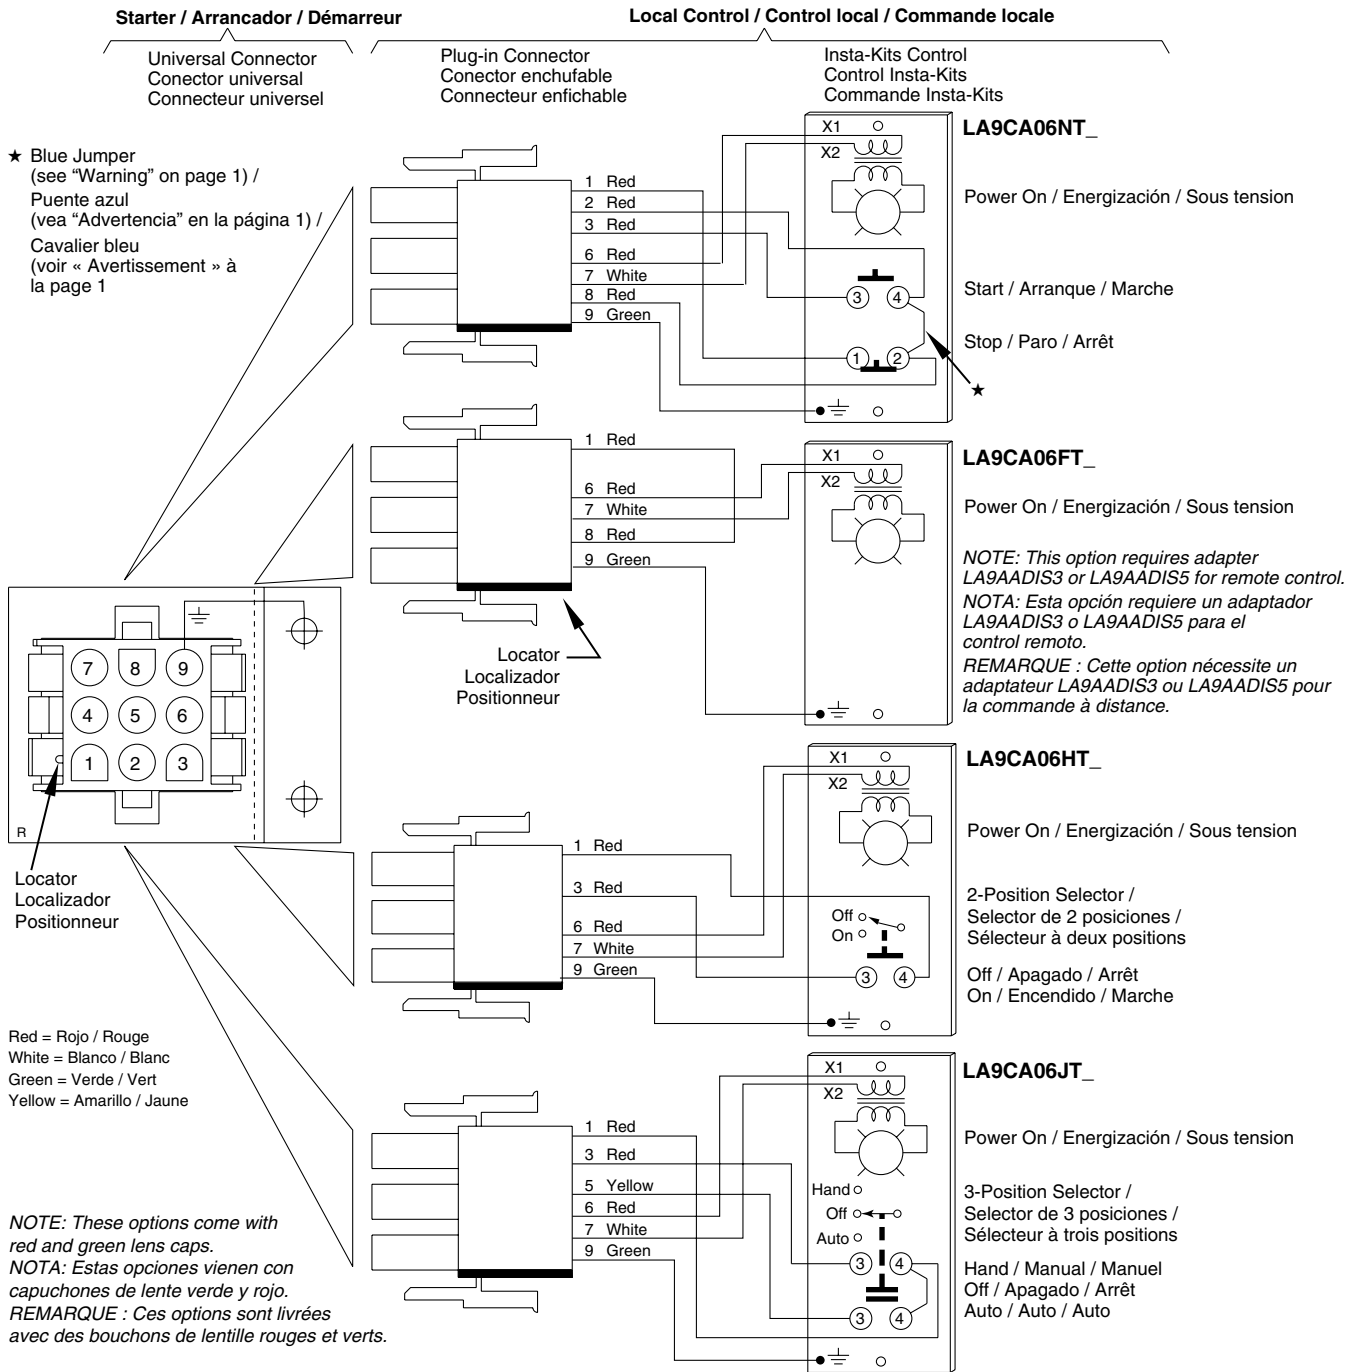 Starter / Arrancador / Démarreur
Local Control / Control local / Commande locale
Universal Connector
Conector universal
Connecteur universel
Plug-in Connector
Conector enchufable
Connecteur enfichable
Insta-Kits Control
Control Insta-Kits
Commande Insta-Kits
★ Blue Jumper
(see “Warning” on page 1) /
Puente azul
(vea “Advertencia” en la página 1) /
Cavalier bleu
(voir « Avertissement » à
la page 1
1 Red
2 Red
3 Red
6 Red
7 White
8 Red
9 Green
X1
X2
3 4
1 2
★
LA9CA06NT_
Power On / Energización / Sous tension
Start / Arranque / Marche
Stop / Paro / Arrêt
1 Red
6 Red
7 White
8 Red
9 Green
Locator
Localizador
Positionneur
X1
X2
LA9CA06FT_
Power On / Energización / Sous tension
NOTE: This option requires adapter
LA9AADIS3 or LA9AADIS5 for remote control.
NOTA: Esta opción requiere un adaptador
LA9AADIS3 o LA9AADIS5 para el
control remoto.
REMARQUE : Cette option nécessite un
adaptateur LA9AADIS3 ou LA9AADIS5 pour
la commande à distance.
7 8 9
4 5 6
1 2 3
R
Locator
Localizador
Positionneur
1 Red
3 Red
6 Red
7 White
9 Green
X1
X2
Off
On
3 4
LA9CA06HT_
Power On / Energización / Sous tension
2-Position Selector /
Selector de 2 posiciones /
Sélecteur à deux positions
Off / Apagado / Arrêt
On / Encendido / Marche
Red = Rojo / Rouge
White = Blanco / Blanc
Green = Verde / Vert
Yellow = Amarillo / Jaune
1 Red
3 Red
5 Yellow
6 Red
7 White
9 Green
X1
X2
Hand
Off
Auto
3 4
3 4
LA9CA06JT_
Power On / Energización / Sous tension
3-Position Selector /
Selector de 3 posiciones /
Sélecteur à trois positions
Hand / Manual / Manuel
Off / Apagado / Arrêt
Auto / Auto / Auto
NOTE: These options come with
red and green lens caps.
NOTA: Estas opciones vienen con
capuchones de lente verde y rojo.
REMARQUE : Ces options sont livrées
avec des bouchons de lentille rouges et verts.